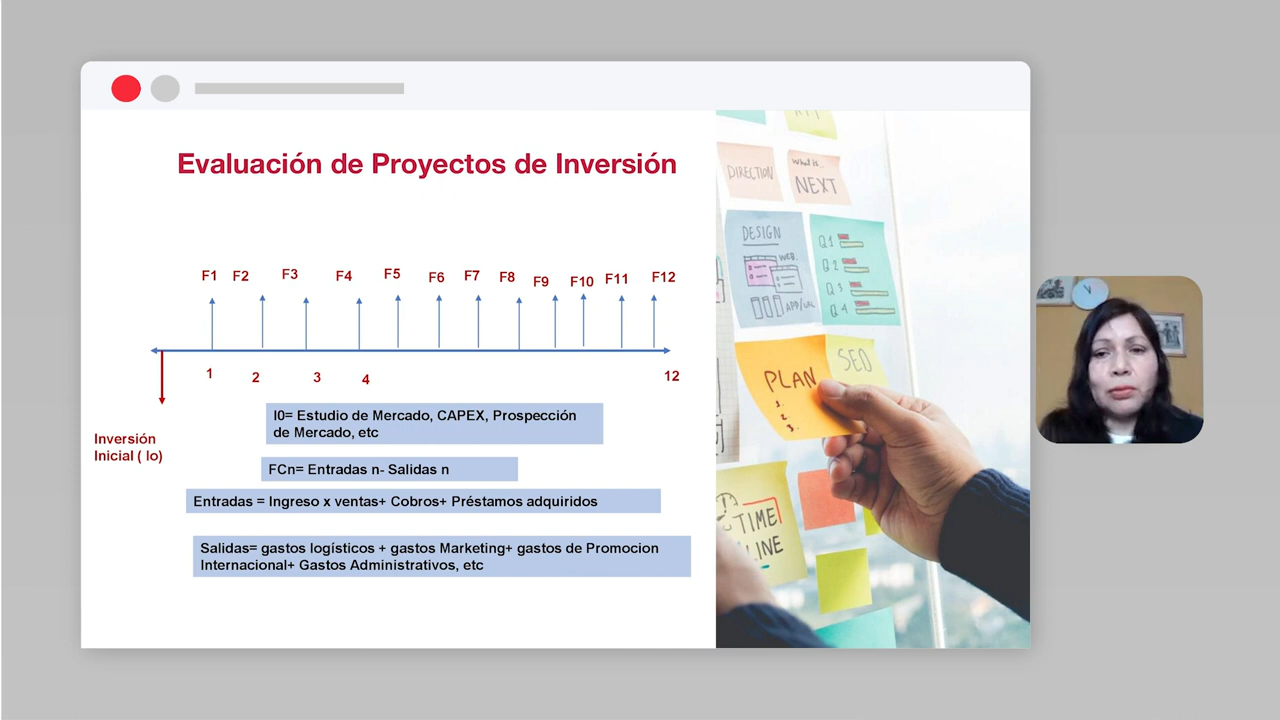 Evaluación de Proyectos de Inversión
F1 F2 F3 F4 F5 F6 F7 F8 F9 F10 F11 F12
1 2 3 4 12
Inversión
Inicial ( Io)
I0= Estudio de Mercado, CAPEX, Prospección
de Mercado, etc
FCn= Entradas n- Salidas n
Entradas = Ingreso x ventas+ Cobros+ Préstamos adquiridos
Salidas= gastos logísticos + gastos Marketing+ gastos de Promocion
Internacional+ Gastos Administrativos, etc
DIRECTION
What is..
NEXT
DESIGN
WEB.
Q1
Q2
Q3
Q4
PLAN
1.
2.
3.
SEO
TIME
LINE